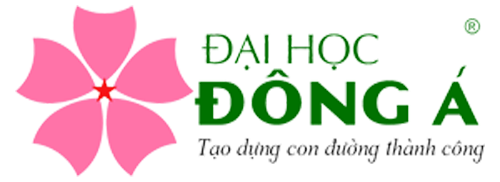 ĐẠI HỌC ®
ĐÔNG Á
Tạo dựng con đường thành công